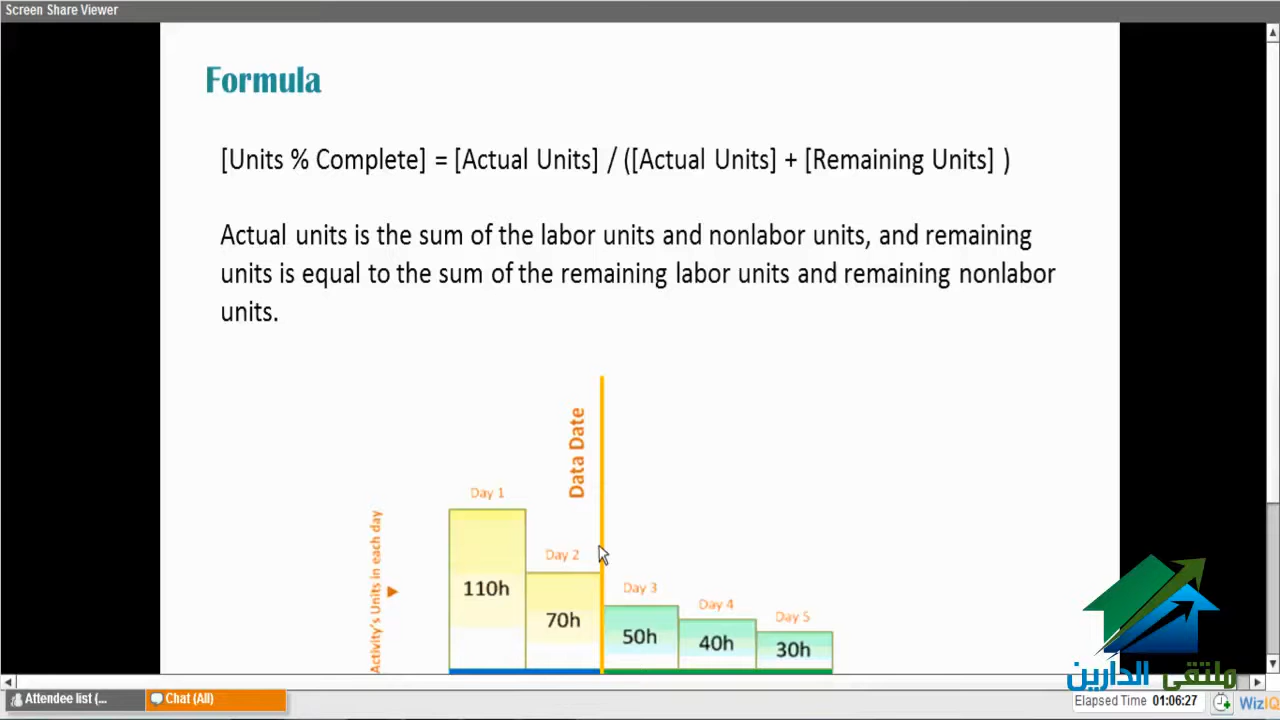 Screen Share Viewer
Formula
[Units % Complete] = [Actual Units] / ([Actual Units] + [Remaining Units] )
Actual units is the sum of the labor units and nonlabor units, and remaining
units is equal to the sum of the remaining labor units and remaining nonlabor
units.
Data Date
Activity's Units in each day
Day 1
Day 2
Day 3
Day 4
Day 5
110h
70h
50h
40h
30h
ملتقى الدارين
Attendee list (...
Chat (All)
Elapsed Time 01:06:27
WizIQ